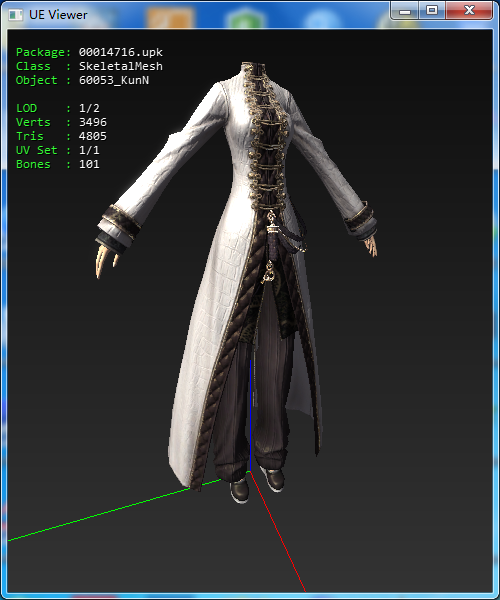 UE Viewer
Package: 00014716.upk
Class : SkeletalMesh
Object : 60053_KunN
LOD : 1/2
Verts : 3496
Tris : 4805
UV Set : 1/1
Bones : 101